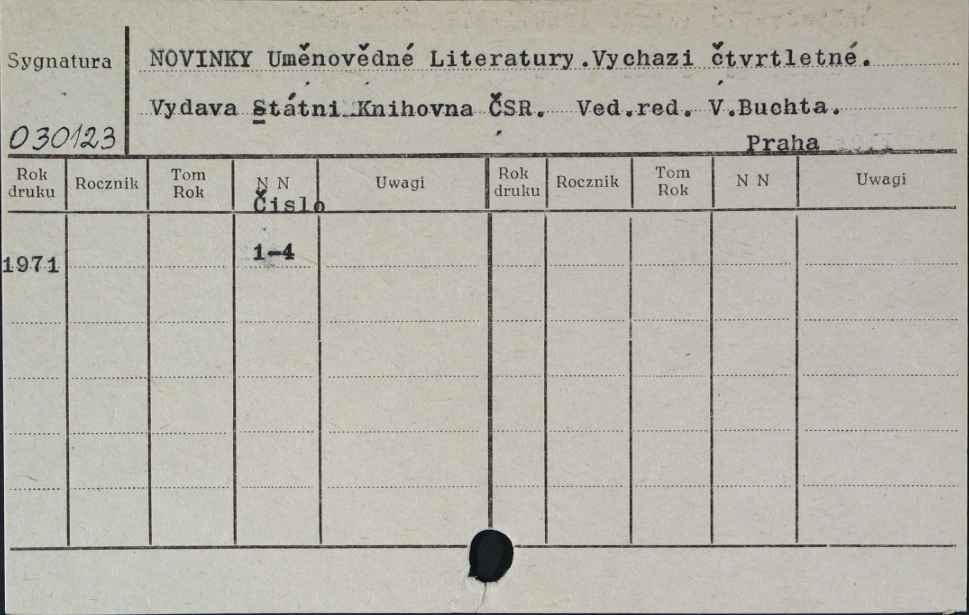 Sygnatura
NOVINKY Uměnovědné Literatury.Vychazi čtvrtletné.
Vydava Státni Knihovna ČSR. Ved.red. V.Buchta.
030123
Praha
Rok druku Rocznik Tom Rok N N Uwagi Rok druku Rocznik Tom Rok N N Uwagi
Čislo
1971 1-4